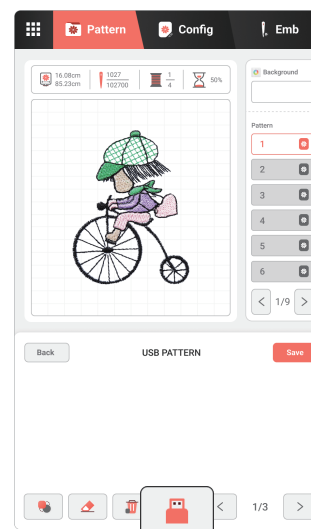 Pattern Config Emb
16.08cm 1027 1 50%
85.23cm 102700 4
Background
Pattern
1
2
3
4
5
6
< 1/9 >
Back USB PATTERN Save
< 1/3 >